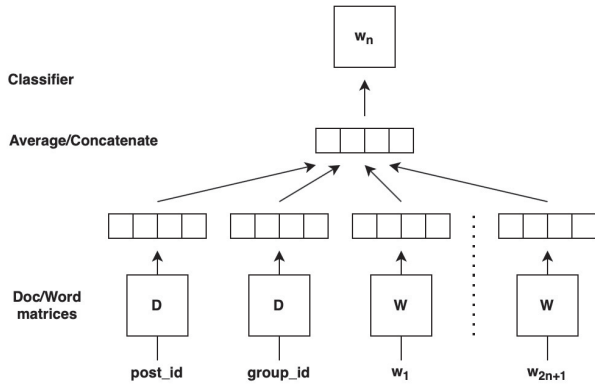 wn
Classifier
Average/Concatenate
Doc/Word
matrices
D
D
W
W
post_id
group_id
w1
w2n+1